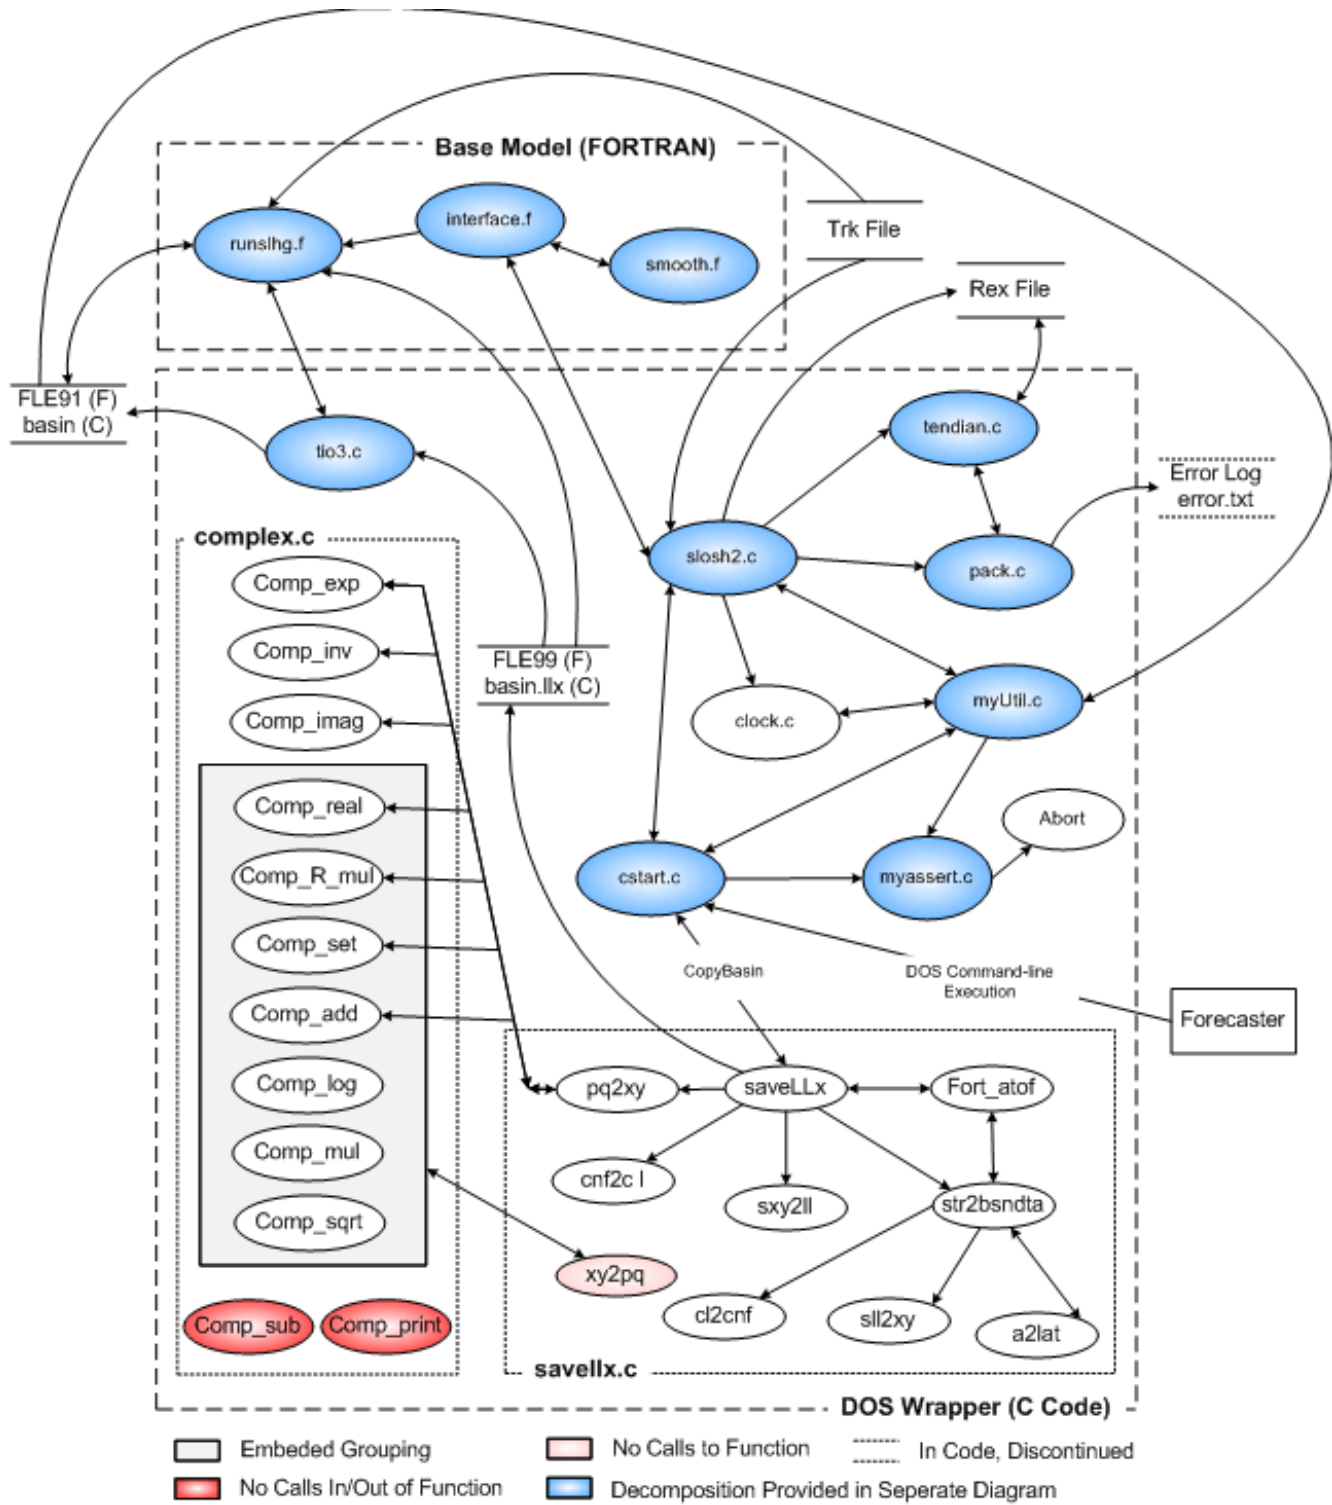 Base Model (FORTRAN)
runslhg.f
interface.f
smooth.f
Trk File
Rex File
FLE91 (F)
basin (C)
tio3.c
tendian.c
Error Log
error.txt
complex.c
slosh2.c
pack.c
Comp_exp
Comp_inv
Comp_imag
FLE99 (F)
basin.llx (C)
clock.c
myUtil.c
Comp_real
Comp_R_mul
Comp_set
Comp_add
Comp_log
Comp_mul
Comp_sqrt
Abort
cstart.c
myassert.c
CopyBasin
DOS Command-line
Execution
Forecaster
pq2xy
saveLLx
Fort_atof
cnf2c l
sxy2ll
str2bsndta
xy2pq
cl2cnf
sll2xy
a2lat
Comp_sub
Comp_print
savellx.c
DOS Wrapper (C Code)
Embeded Grouping
No Calls to Function
In Code, Discontinued
No Calls In/Out of Function
Decomposition Provided in Seperate Diagram